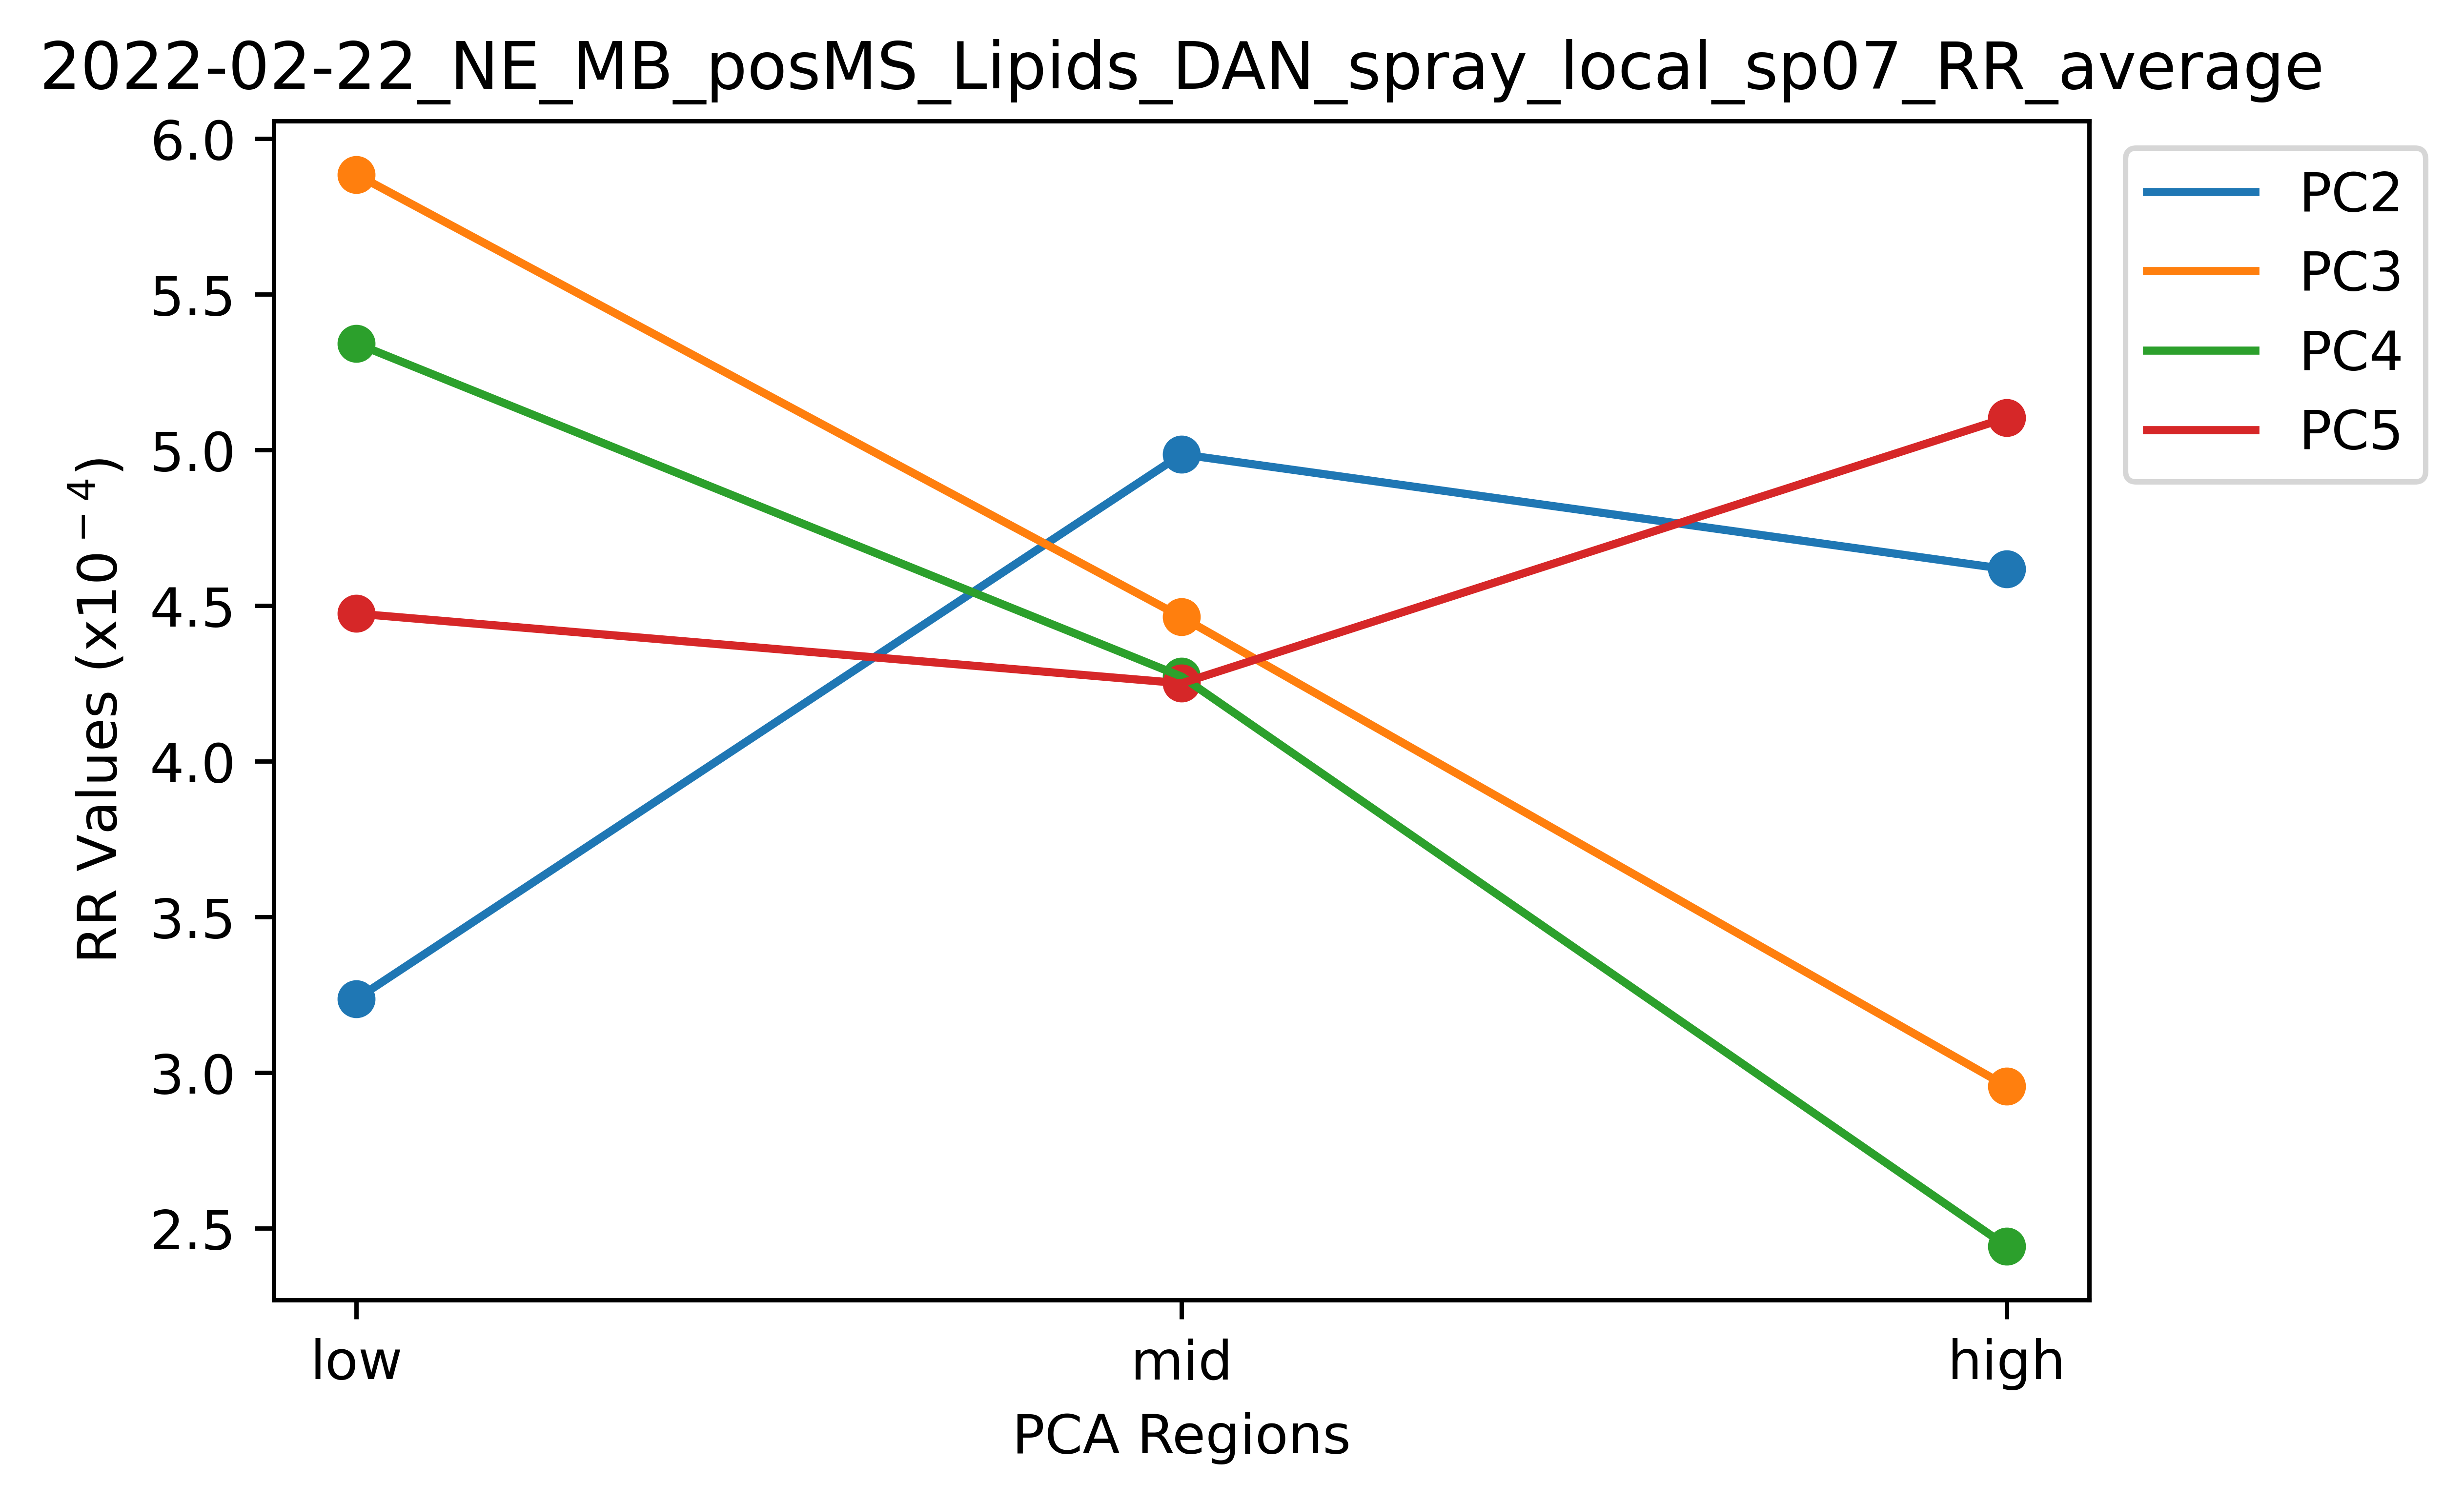 2022-02-22_NE_MB_posMS_Lipids_DAN_spray_local_sp07_RR_average
6.0
5.5
5.0
4.5
4.0
3.5
3.0
2.5
RR Values (x10⁻⁴)
low
mid
high
PCA Regions
PC2
PC3
PC4
PC5